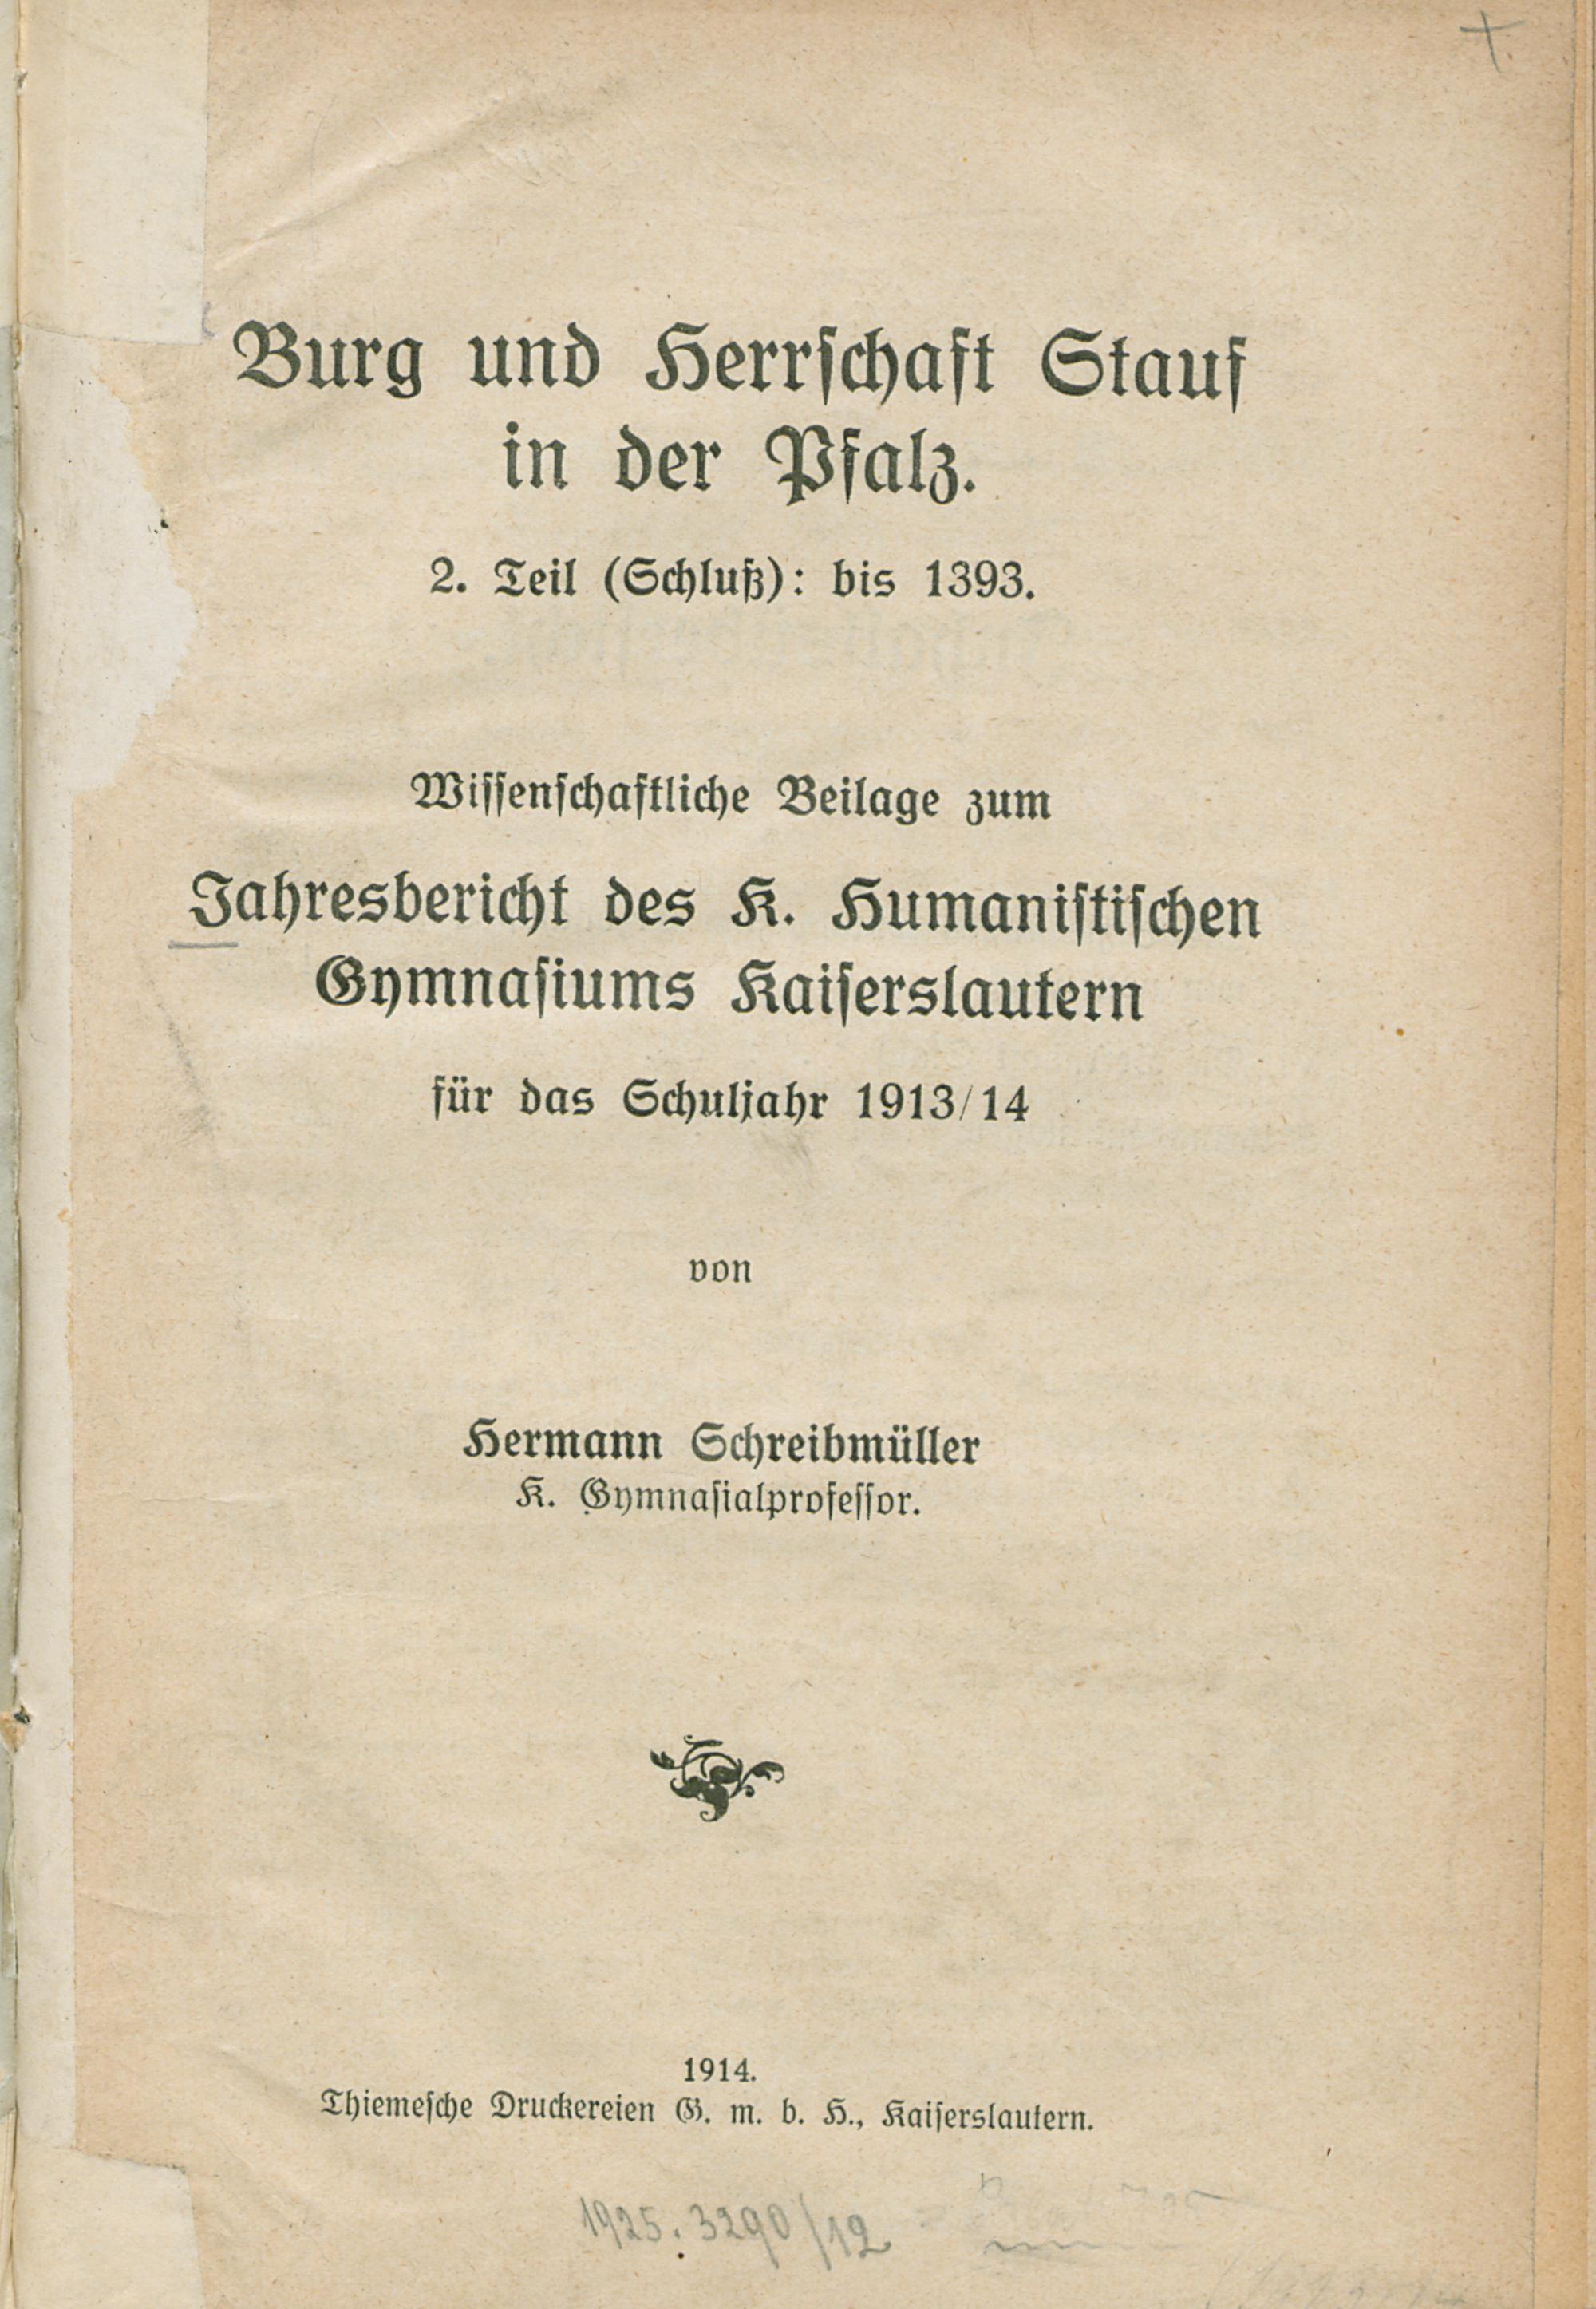 Burg und Herrschaft Stauf
in der Pfalz.
2. Teil (Schluß): bis 1393.
Wissenschaftliche Beilage zum
Jahresbericht des K. Humanistischen
Gymnasiums Kaiserslautern
für das Schuljahr 1913/14
von
Hermann Schreibmüller
K. Gymnasialprofessor.
1914.
Thiemesche Druckereien G. m. b. H., Kaiserslautern.
1925. 3290/12